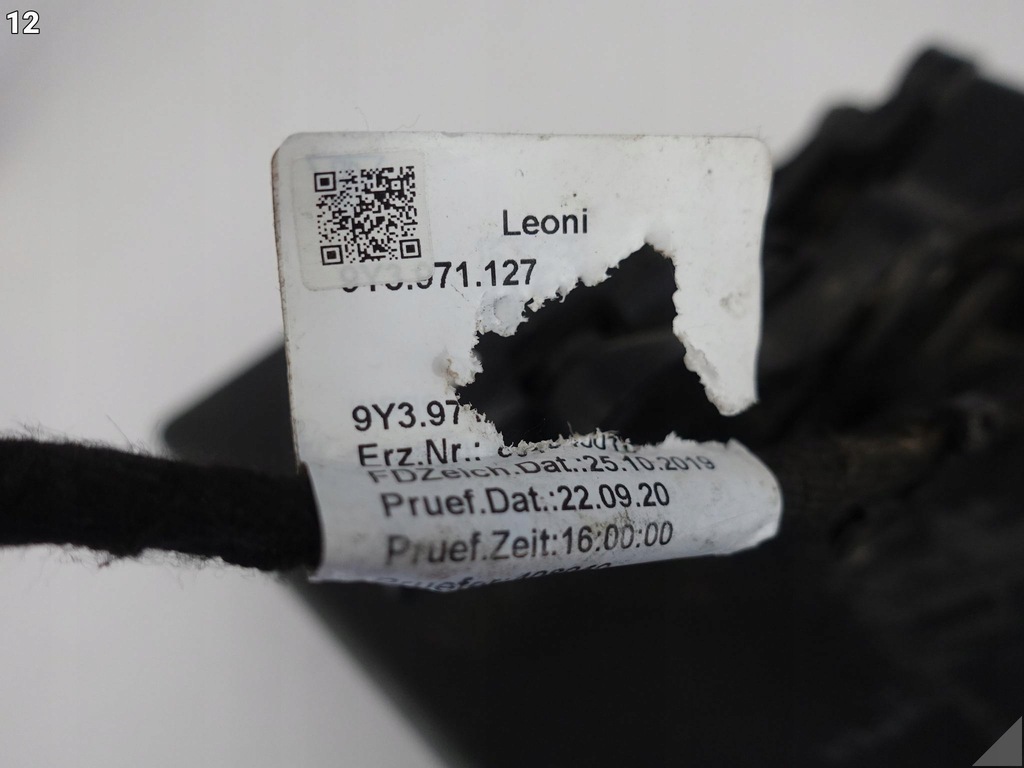 12
Leoni
9Y3.971.127
9Y3.97
Erz.Nr.:
FDZeich.Dat.:25.10.2019
Pruef.Dat.:22.09.20
Pruef.Zeit:16:00:00